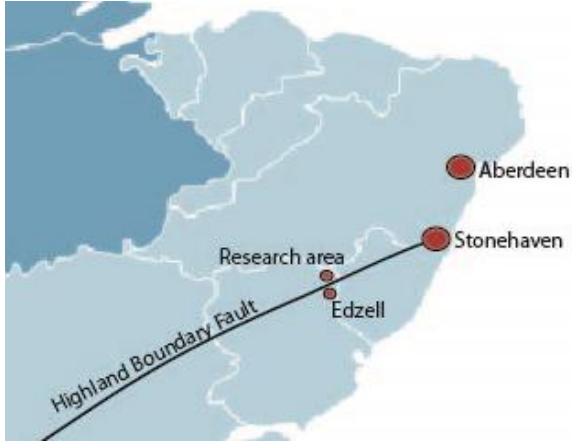 Aberdeen
Stonehaven
Research area
Edzell
Highland Boundary Fault